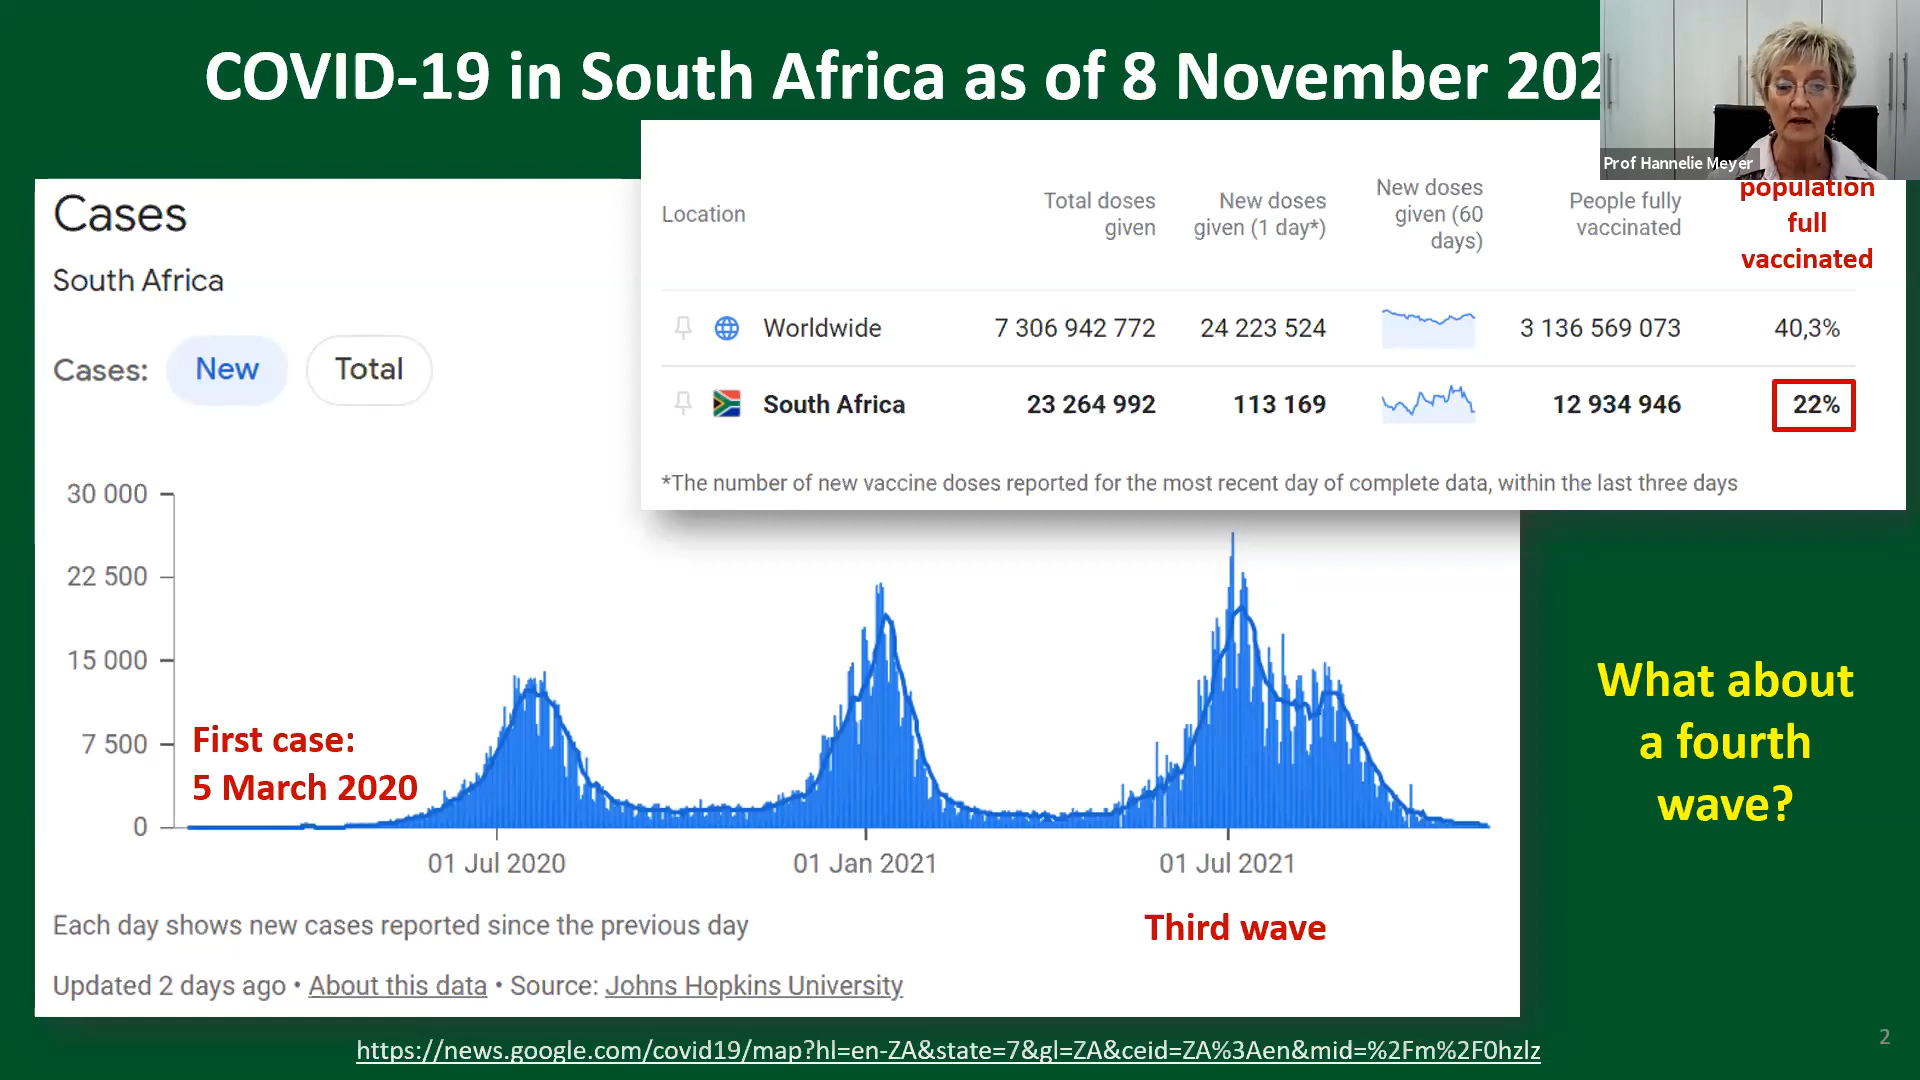 COVID-19 in South Africa as of 8 November 202
Prof Hannelie Meyer
Location
Total doses
given
New doses
given (1 day*)
New doses
given (60
days)
People fully
vaccinated
population
full
vaccinated
Worldwide 7 306 942 772 24 223 524 3 136 569 073 40,3%
South Africa 23 264 992 113 169 12 934 946 22%
*The number of new vaccine doses reported for the most recent day of complete data, within the last three days
Cases
South Africa
Cases: New Total
30 000
22 500
15 000
7 500
0
First case:
5 March 2020
01 Jul 2020 01 Jan 2021 01 Jul 2021
Third wave
Each day shows new cases reported since the previous day
Updated 2 days ago • About this data • Source: Johns Hopkins University
What about
a fourth
wave?
https://news.google.com/covid19/map?hl=en-ZA&state=7&gl=ZA&ceid=ZA%3Aen&mid=%2Fm%2F0hzlz
2